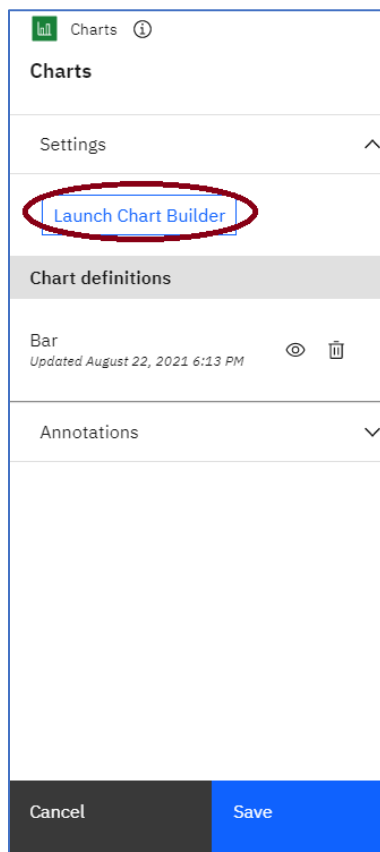 Charts
Charts
Settings
Launch Chart Builder
Chart definitions
Bar
Updated August 22, 2021 6:13 PM
Annotations
Cancel
Save